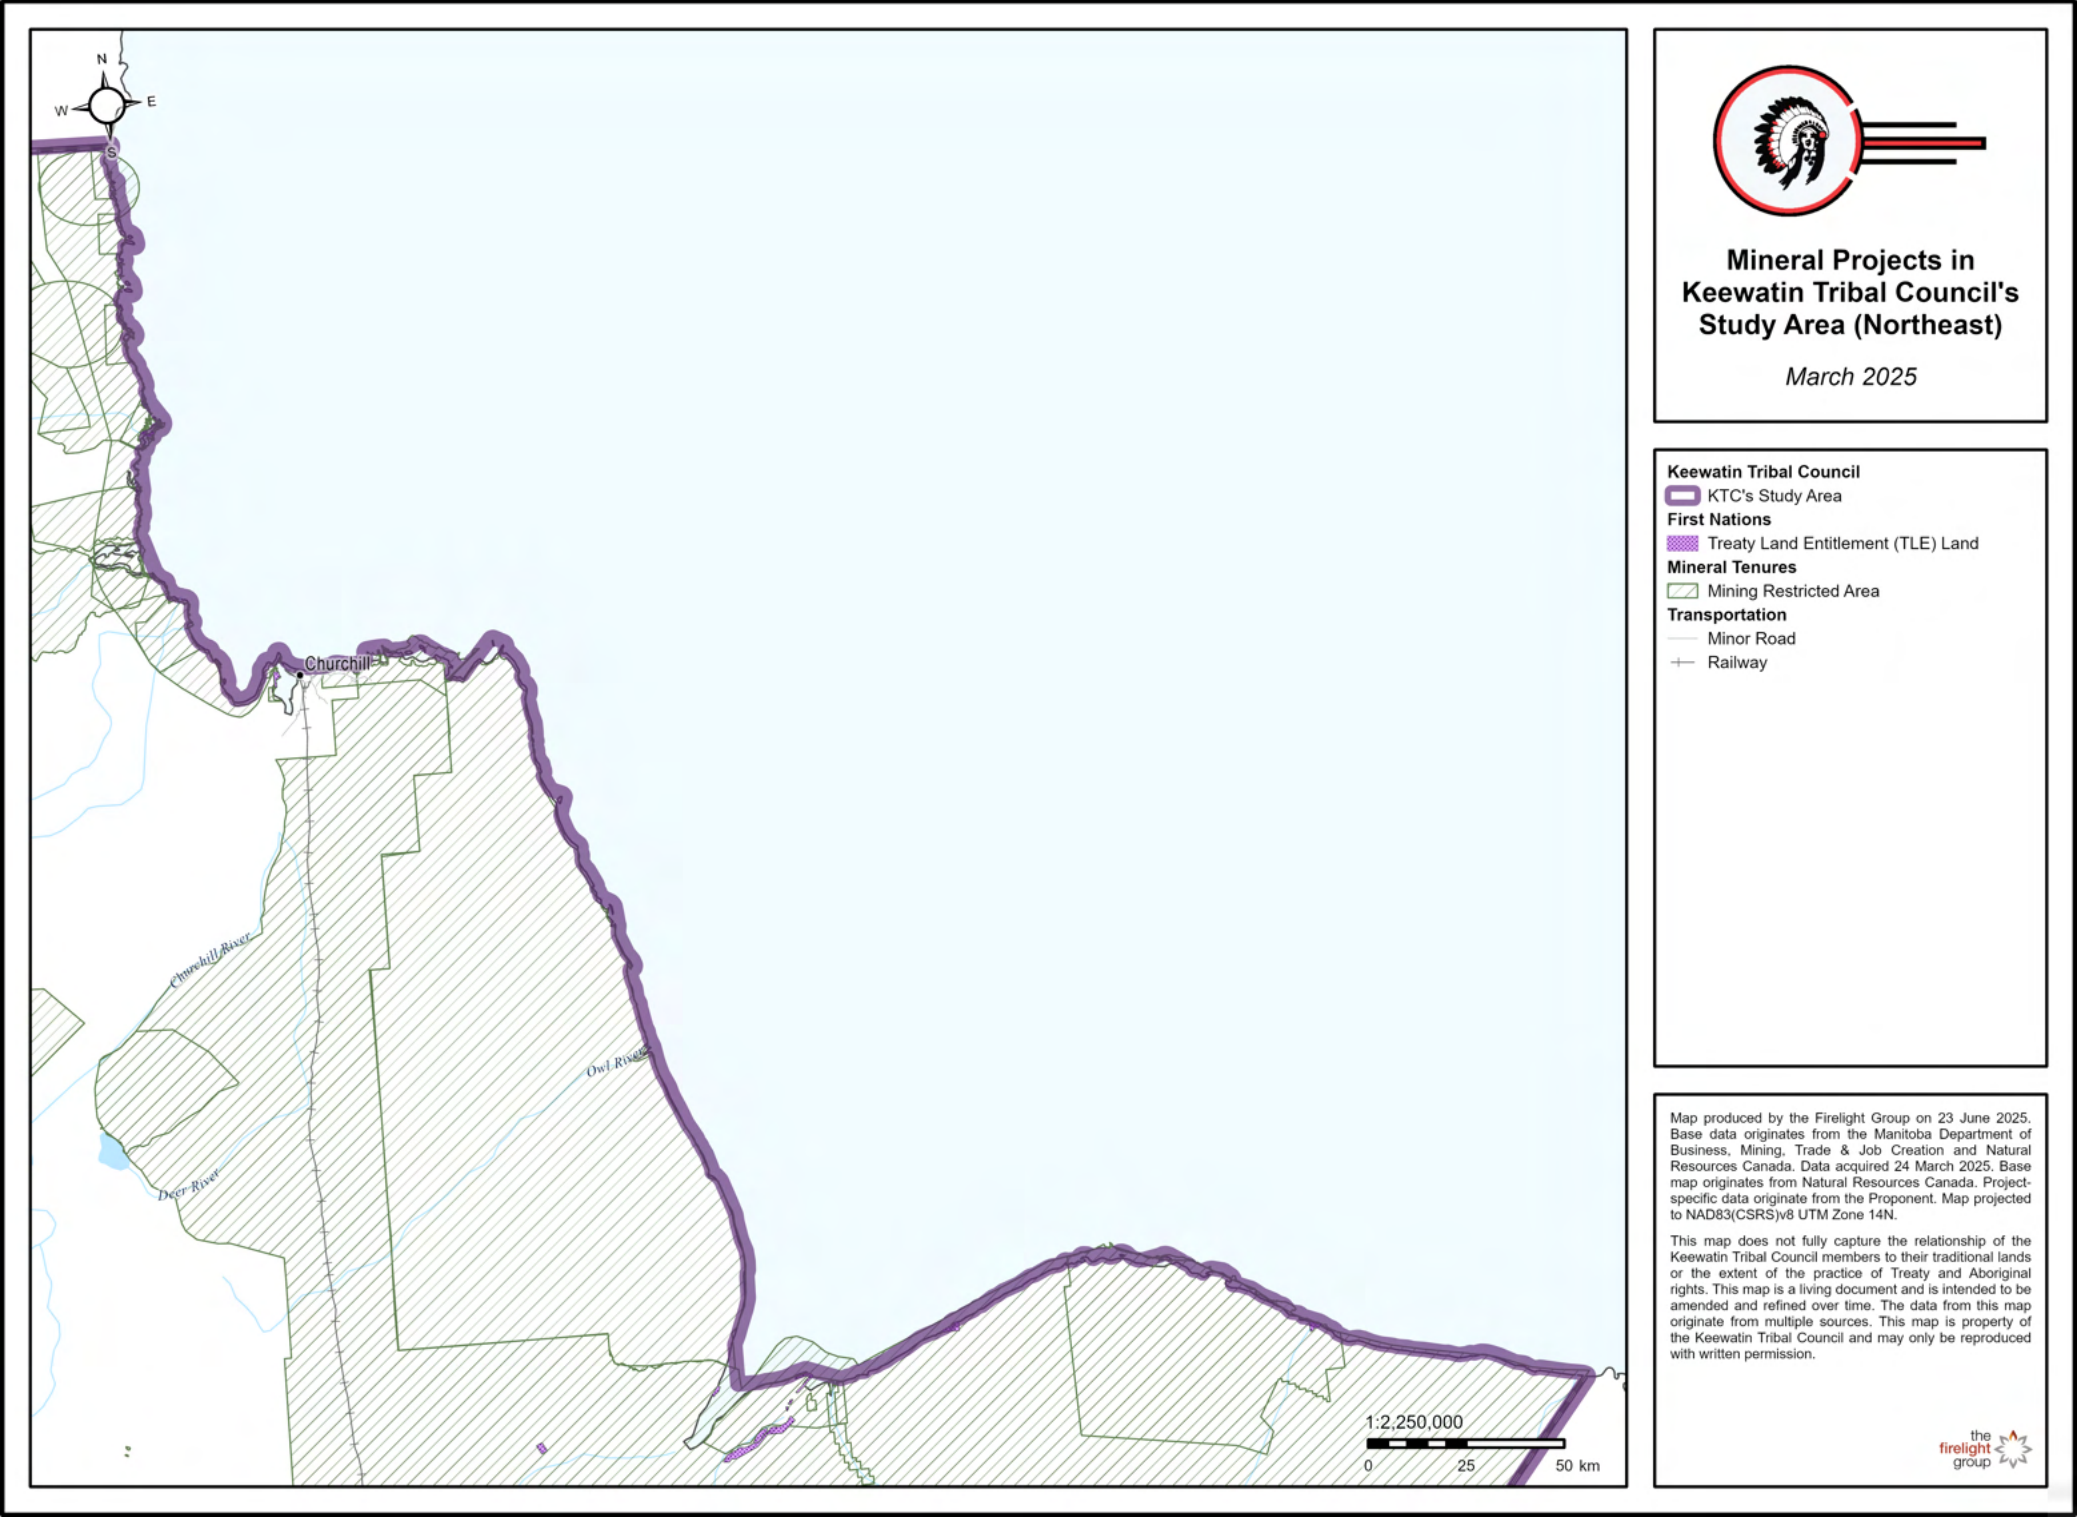 N
W
E
S
Churchill
Churchill River
Owl River
Deer River
1:2,250,000
0 25 50 km
Mineral Projects in
Keewatin Tribal Council's
Study Area (Northeast)
March 2025
Keewatin Tribal Council
KTC's Study Area
First Nations
Treaty Land Entitlement (TLE) Land
Mineral Tenures
Mining Restricted Area
Transportation
Minor Road
Railway
Map produced by the Firelight Group on 23 June 2025.
Base data originates from the Manitoba Department of
Business, Mining, Trade & Job Creation and Natural
Resources Canada. Data acquired 24 March 2025. Base
map originates from Natural Resources Canada. Project-
specific data originate from the Proponent. Map projected
to NAD83(CSRS)v8 UTM Zone 14N.
This map does not fully capture the relationship of the
Keewatin Tribal Council members to their traditional lands
or the extent of the practice of Treaty and Aboriginal
rights. This map is a living document and is intended to be
amended and refined over time. The data from this map
originate from multiple sources. This map is property of
the Keewatin Tribal Council and may only be reproduced
with written permission.
the
firelight
group